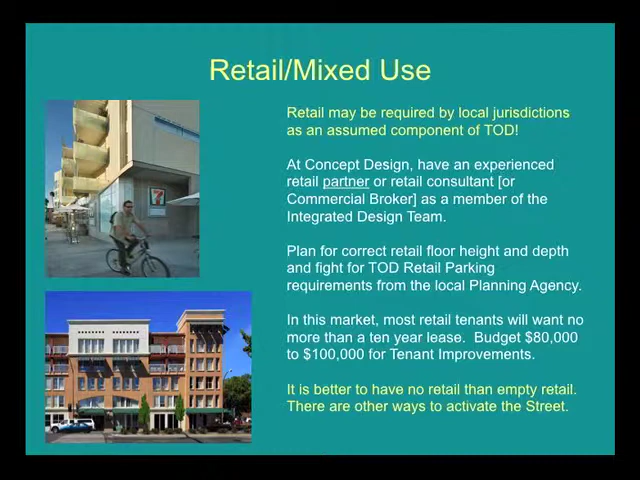 Retail/Mixed Use
Retail may be required by local jurisdictions
as an assumed component of TOD!
At Concept Design, have an experienced
retail partner or retail consultant [or
Commercial Broker] as a member of the
Integrated Design Team.
Plan for correct retail floor height and depth
and fight for TOD Retail Parking
requirements from the local Planning Agency.
In this market, most retail tenants will want no
more than a ten year lease.  Budget $80,000
to $100,000 for Tenant Improvements.
It is better to have no retail than empty retail.
There are other ways to activate the Street.